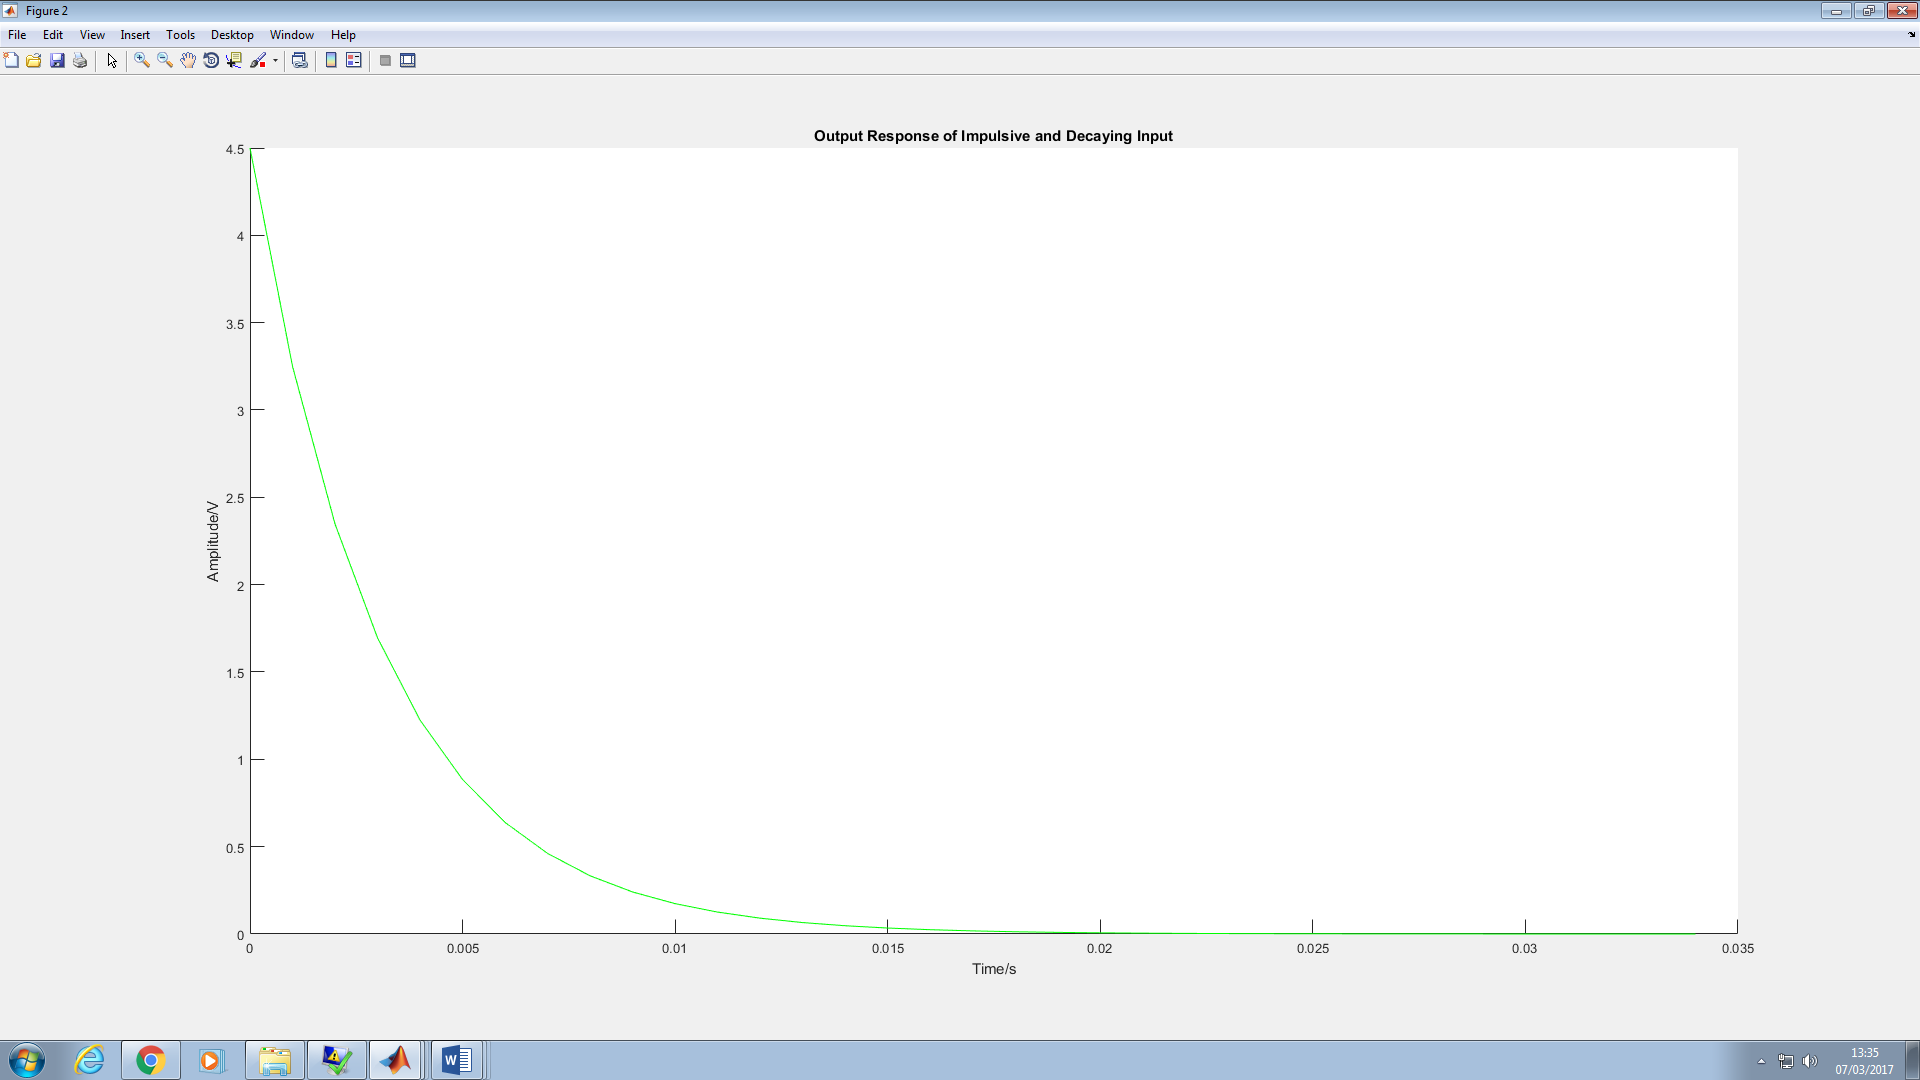 Figure 2
File Edit View Insert Tools Desktop Window Help
Output Response of Impulsive and Decaying Input
4.5
4
3.5
3
2.5
2
1.5
1
0.5
0
Amplitude/V
0 0.005 0.01 0.015 0.02 0.025 0.03 0.035
Time/s
W
13:35
07/03/2017